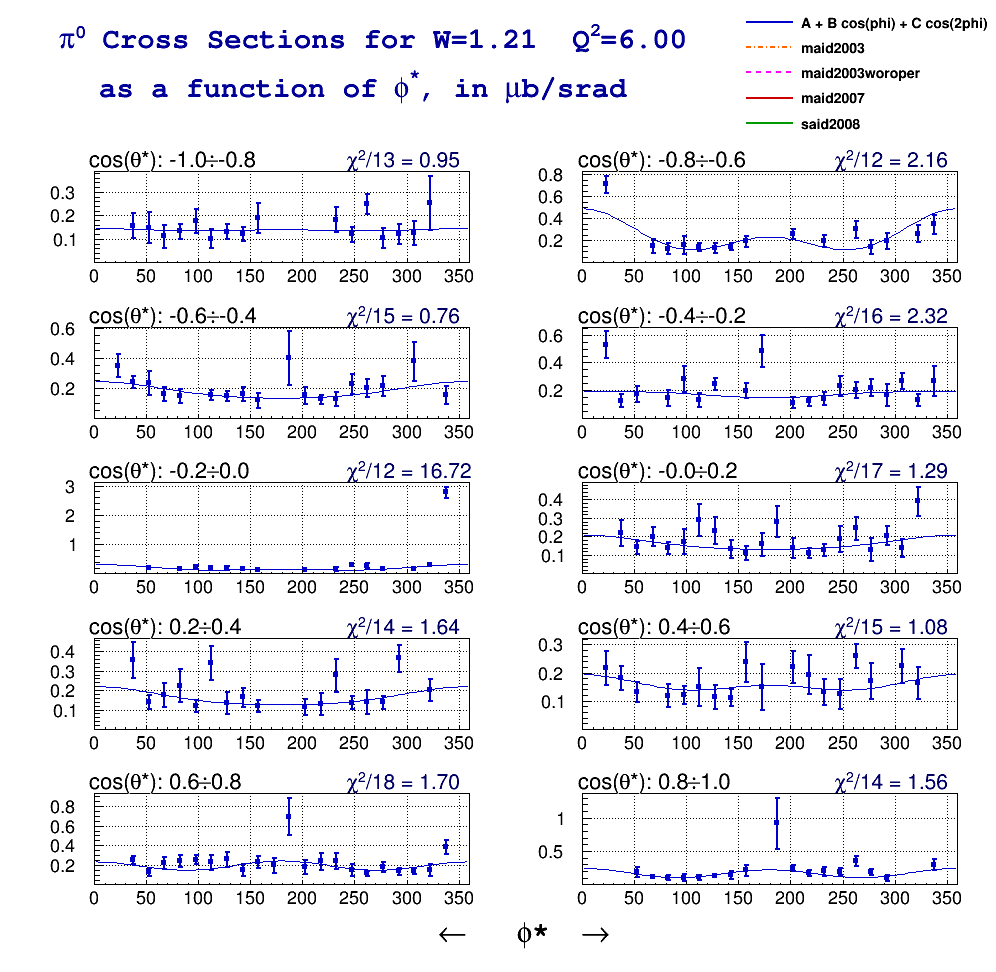 π⁰ Cross Sections for W=1.21 Q²=6.00
as a function of ϕ*, in μb/srad
A + B cos(phi) + C cos(2phi)
maid2003
maid2003woroper
maid2007
said2008
cos(θ*): -1.0÷-0.8 χ²/13 = 0.95
0.3
0.2
0.1
0 50 100 150 200 250 300 350
cos(θ*): -0.8÷-0.6 χ²/12 = 2.16
0.8
0.6
0.4
0.2
0 50 100 150 200 250 300 350
cos(θ*): -0.6÷-0.4 χ²/15 = 0.76
0.6
0.4
0.2
0 50 100 150 200 250 300 350
cos(θ*): -0.4÷-0.2 χ²/16 = 2.32
0.6
0.4
0.2
0 50 100 150 200 250 300 350
cos(θ*): -0.2÷0.0 χ²/12 = 16.72
3
2
1
0 50 100 150 200 250 300 350
cos(θ*): -0.0÷0.2 χ²/17 = 1.29
0.4
0.3
0.2
0.1
0 50 100 150 200 250 300 350
cos(θ*): 0.2÷0.4 χ²/14 = 1.64
0.4
0.3
0.2
0.1
0 50 100 150 200 250 300 350
cos(θ*): 0.4÷0.6 χ²/15 = 1.08
0.3
0.2
0.1
0 50 100 150 200 250 300 350
cos(θ*): 0.6÷0.8 χ²/18 = 1.70
0.8
0.6
0.4
0.2
0 50 100 150 200 250 300 350
cos(θ*): 0.8÷1.0 χ²/14 = 1.56
1
0.5
0 50 100 150 200 250 300 350
← ϕ* →